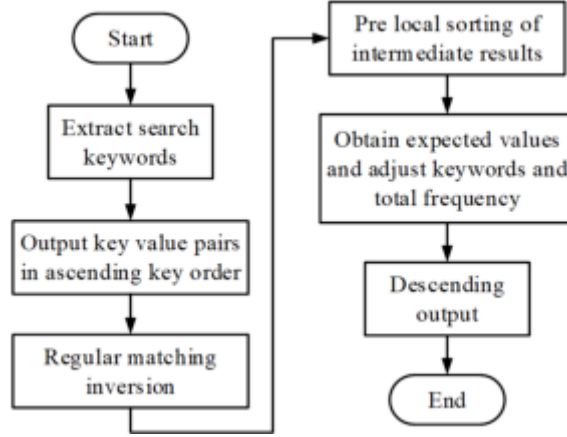 Start
Extract search
keywords
Output key value pairs
in ascending key order
Regular matching
inversion
Pre local sorting of
intermediate results
Obtain expected values
and adjust keywords and
total frequency
Descending
output
End